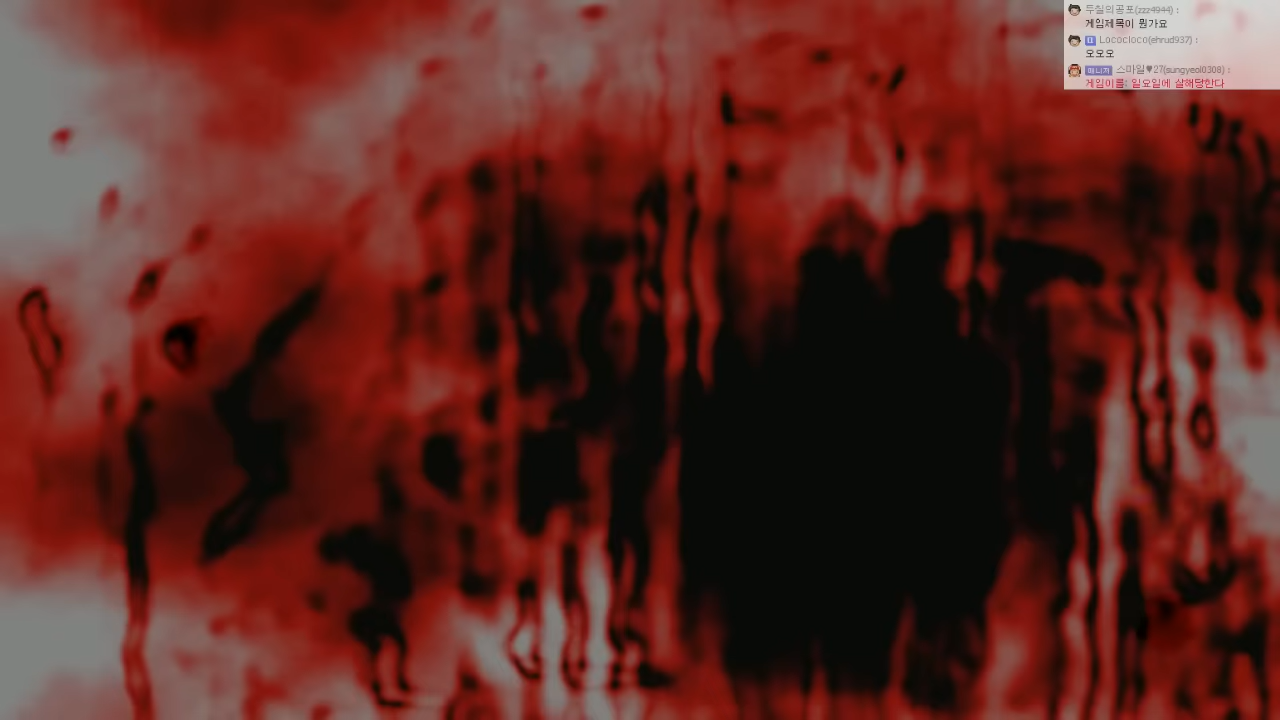 두칠의공포(zzz4944) :
게임제목이 뭔가요
Lococloco(ehrud937) :
오오오
매니저 스마일♥27(sungyeol0308) :
게임이름: 일요일에 살해당한다